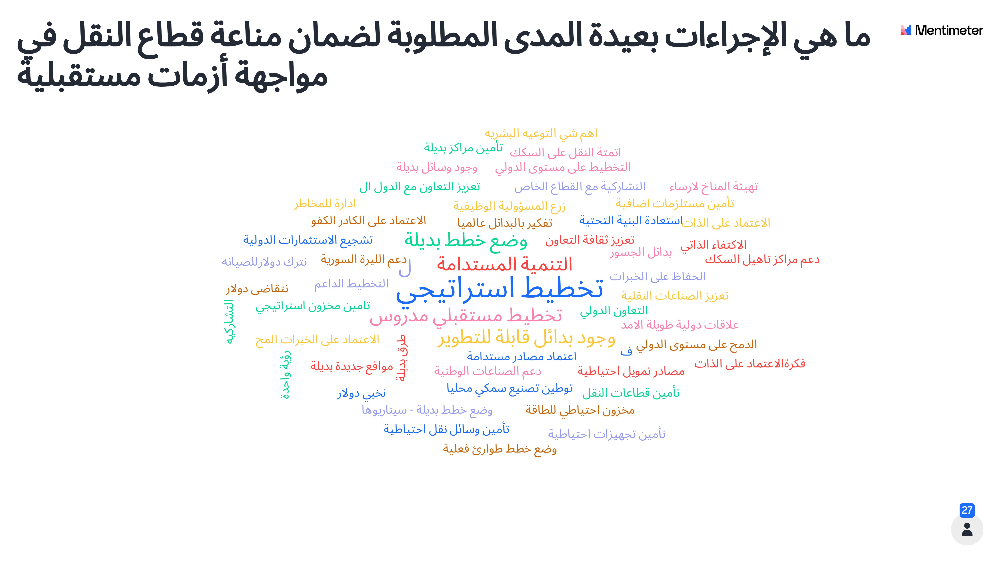 ما هي الإجراءات بعيدة المدى المطلوبة لضمان مناعة قطاع النقل في
مواجهة أزمات مستقبلية
Mentimeter
اهم شي التوعيه البشريه
تأمين مراكز بديلة
اتمتة النقل على السكك
التخطيط على مستوى الدولي
وجود وسائل بديلة
تهيئة المناخ لارساء
التشاركية مع القطاع الخاص
تعزيز التعاون مع الدول ال
تأمين مستلزمات اضافية
زرع المسؤولية الوظيفية
ادارة للمخاطر
الاعتماد على الذات
استعادة البنية التحتية
تفكير بالبدائل عالميا
الاعتماد على الكادر الكفو
الاكتفاء الذاتي
تعزيز ثقافة التعاون
وضع خطط بديلة
تشجيع الاستثمارات الدولية
بدائل الجسور
دعم مراكز تاهيل السكك
التنمية المستدامة
ل
دعم الليرة السورية
نترك دولارللصيانه
الحفاظ على الخبرات
تخطيط استراتيجي
التخطيط الداعم
نتقاضى دولار
تعزيز الصناعات النقلية
التعاون الدولي
تخطيط مستقبلي مدروس
تامين مخزون استراتيجي
التشاركيه
علاقات دولية طويلة الامد
وجود بدائل قابلة للتطوير
الاعتماد على الخبرات المح
الدمج على مستوى الدولي
ف
اعتماد مصادر مستدامة
طرق بديلة
رؤية واحدة
فكرةالاعتماد على الذات
مصادر تمويل احتياطية
دعم الصناعات الوطنية
مواقع جديدة بديلة
تأمين قطاعات النقل
توطين تصنيع سمكي محليا
نخبي دولار
مخزون احتياطي للطاقة
وضع خطط بديلة - سيناريوها
تأمين تجهيزات احتياطية
تأمين وسائل نقل احتياطية
وضع خطط طوارئ فعلية
27